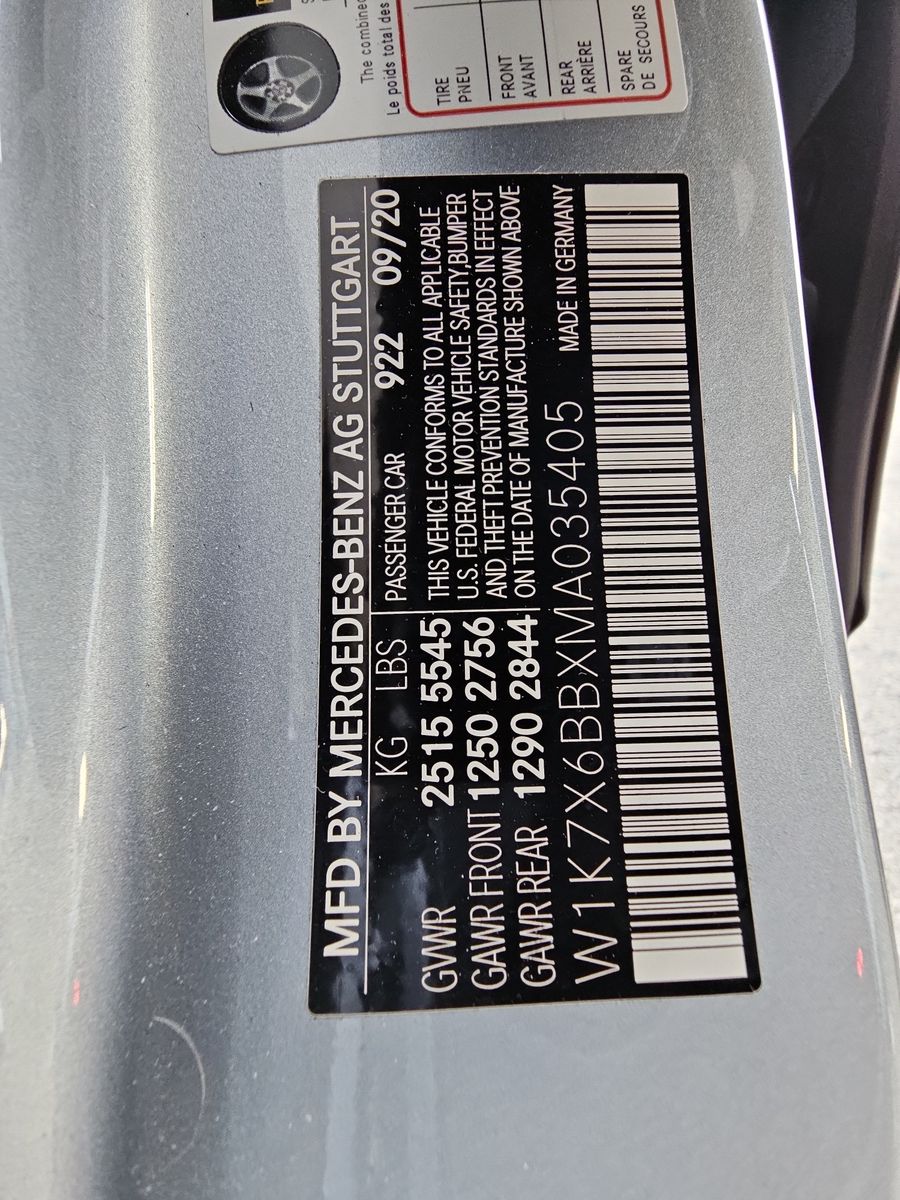 The combined
Le poids total des
TIRE
PNEU
FRONT
AVANT
REAR
ARRIÈRE
SPARE
DE SECOURS
MFD BY MERCEDES-BENZ AG STUTTGART
KG LBS PASSENGER CAR 922 09/20
GVWR 2515 5545 THIS VEHICLE CONFORMS TO ALL APPLICABLE
GAWR FRONT 1250 2756 U.S. FEDERAL MOTOR VEHICLE SAFETY,BUMPER
AND THEFT PREVENTION STANDARDS IN EFFECT
GAWR REAR 1290 2844 ON THE DATE OF MANUFACTURE SHOWN ABOVE
W1K7X6BBXMA035405 MADE IN GERMANY